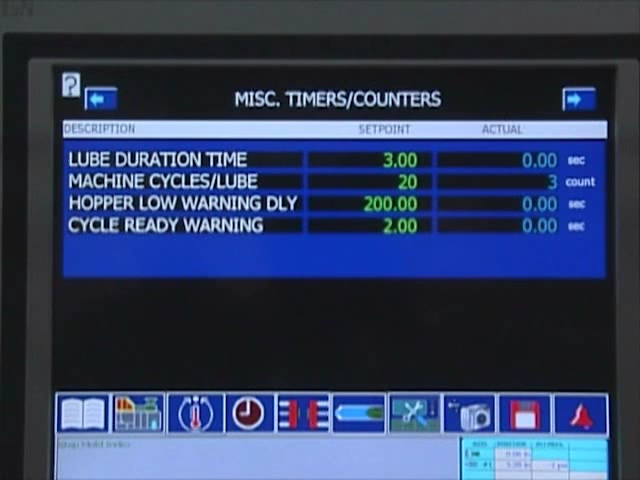 ?
MISC. TIMERS/COUNTERS
DESCRIPTION SETPOINT ACTUAL
LUBE DURATION TIME 3.00 0.00 sec
MACHINE CYCLES/LUBE 20 3 count
HOPPER LOW WARNING DLY 200.00 0.00 sec
CYCLE READY WARNING 2.00 0.00 sec